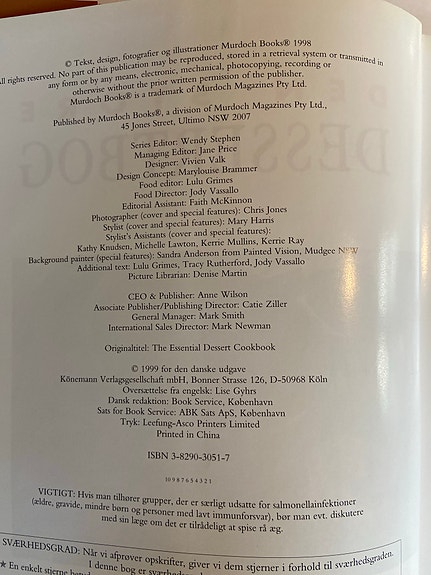 © Tekst, design, fotografier og illustrationer Murdoch Books® 1998
All rights reserved. No part of this publication may be reproduced, stored in a retrieval system or transmitted in
any form or by any means, electronic, mechanical, photocopying, recording or
otherwise without the prior written permission of the publisher.
Murdoch Books® is a trademark of Murdoch Magazines Pty Ltd.
Published by Murdoch Books®, a division of Murdoch Magazines Pty Ltd.,
45 Jones Street, Ultimo NSW 2007
Series Editor: Wendy Stephen
Managing Editor: Jane Price
Designer: Vivien Valk
Design Concept: Marylouise Brammer
Food editor: Lulu Grimes
Food Director: Jody Vassallo
Editorial Assistant: Faith McKinnon
Photographer (cover and special features): Chris Jones
Stylist (cover and special features): Mary Harris
Stylist's Assistants (cover and special features):
Kathy Knudsen, Michelle Lawton, Kerrie Mullins, Kerrie Ray
Background painter (special features): Sandra Anderson from Painted Vision, Mudgee NSW
Additional text: Lulu Grimes, Tracy Rutherford, Jody Vassallo
Picture Librarian: Denise Martin
CEO & Publisher: Anne Wilson
Associate Publisher/Publishing Director: Catie Ziller
General Manager: Mark Smith
International Sales Director: Mark Newman
Originaltitel: The Essential Dessert Cookbook
© 1999 for den danske udgave
Könemann Verlagsgesellschaft mbH, Bonner Strasse 126, D-50968 Köln
Oversættelse fra engelsk: Lise Gyhrs
Dansk redaktion: Book Service, København
Sats for Book Service: ABK Sats ApS, København
Tryk: Leefung-Asco Printers Limited
Printed in China
ISBN 3-8290-3051-7
10 9 8 7 6 5 4 3 2 1
VIGTIGT: Hvis man tilhører grupper, der er særligt udsatte for salmonellainfektioner
(ældre, gravide, mindre børn og personer med lavt immunforsvar), bør man evt. diskutere
med sin læge om det er tilrådeligt at spise rå æg.
SVÆRHEDSGRAD: Når vi afprøver opskrifter, giver vi dem stjerner i forhold til sværhedsgraden.
I denne bog er sværheds
★ En enkelt stjerne